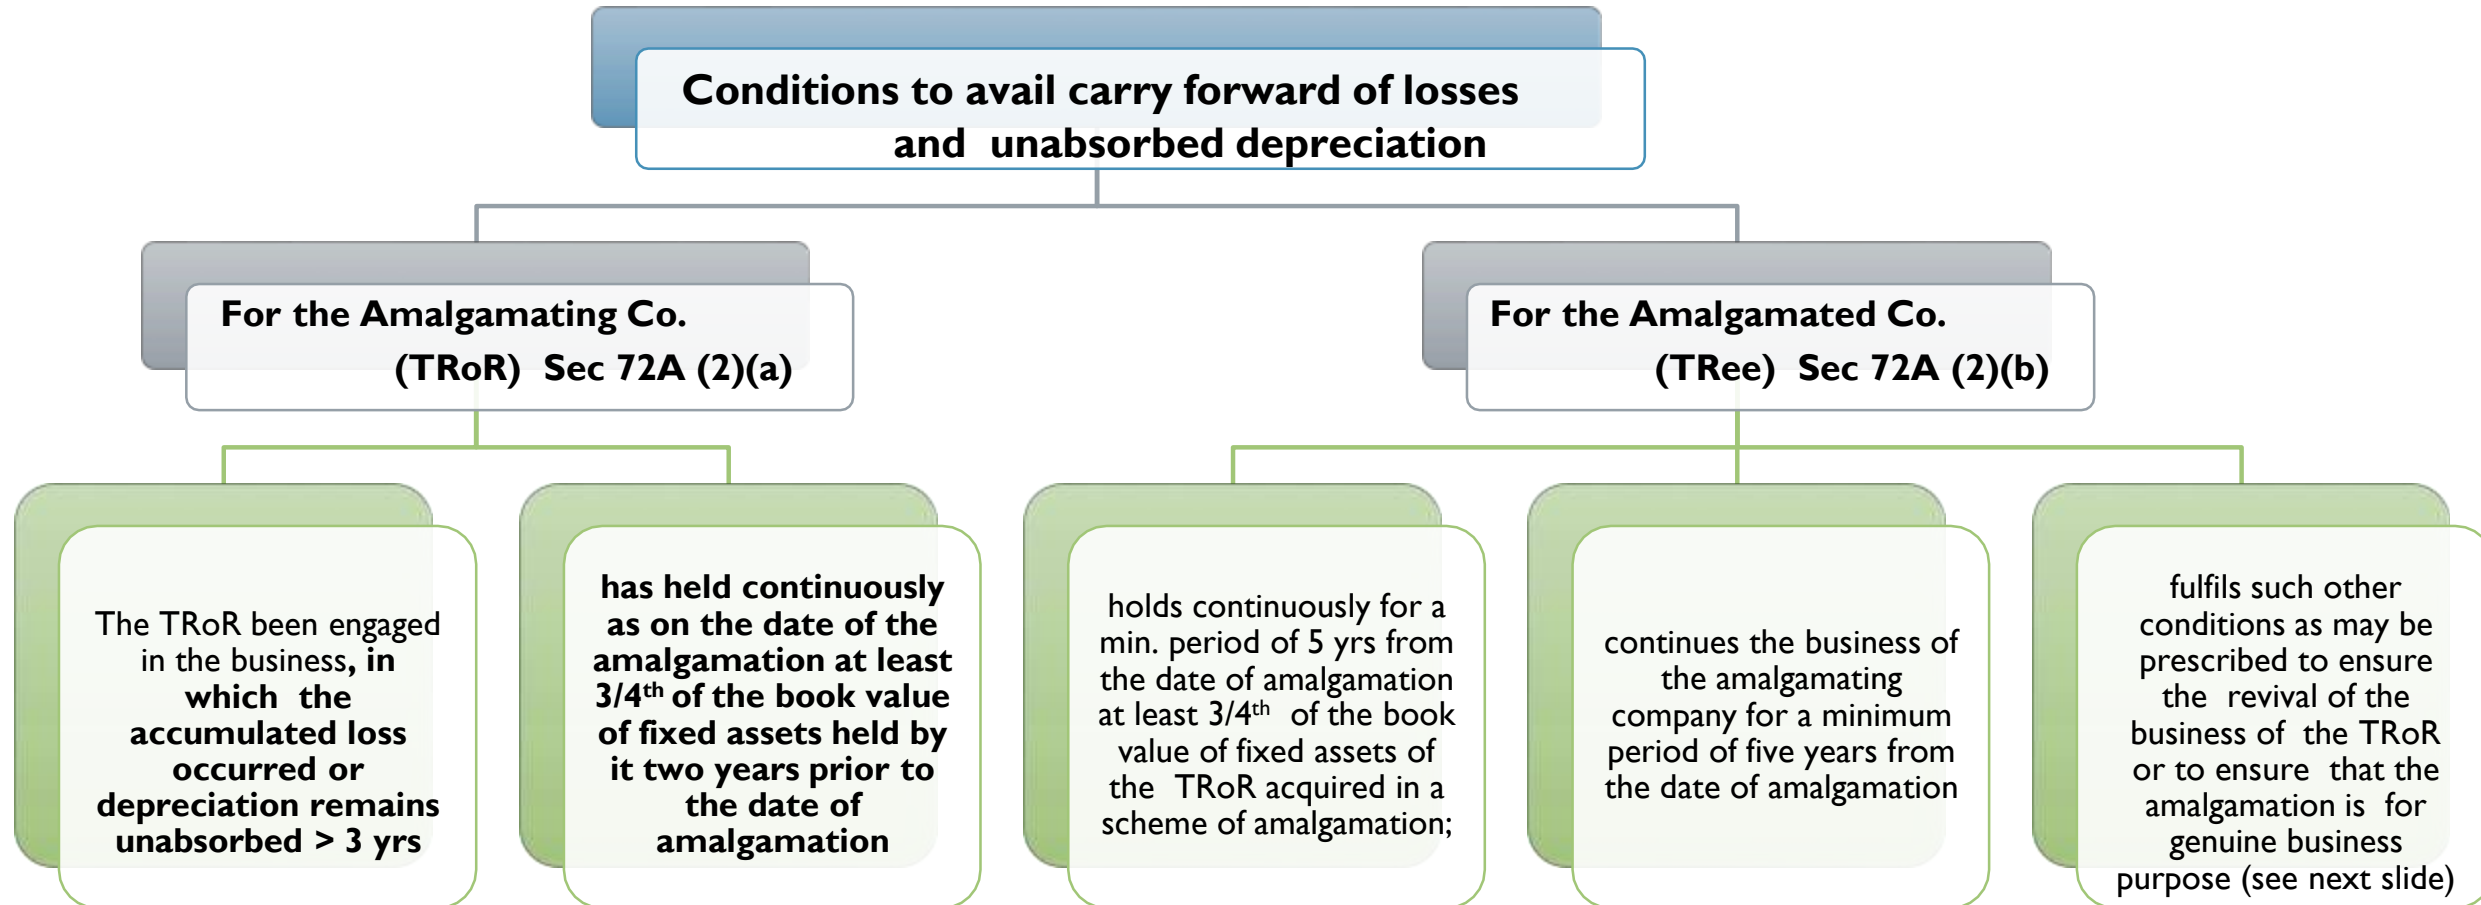 Conditions to avail carry forward of losses
and unabsorbed depreciation
For the Amalgamating Co.
(TRoR) Sec 72A (2)(a)
For the Amalgamated Co.
(TRee) Sec 72A (2)(b)
The TRoR been engaged
in the business, in
which the
accumulated loss
occurred or
depreciation remains
unabsorbed > 3 yrs
has held continuously
as on the date of the
amalgamation at least
3/4th of the book value
of fixed assets held by
it two years prior to
the date of
amalgamation
holds continuously for a
min. period of 5 yrs from
the date of amalgamation
at least 3/4th of the book
value of fixed assets of
the TRoR acquired in a
scheme of amalgamation;
continues the business of
the amalgamating
company for a minimum
period of five years from
the date of amalgamation
fulfils such other
conditions as may be
prescribed to ensure
the revival of the
business of the TRoR
or to ensure that the
amalgamation is for
genuine business
purpose (see next slide)